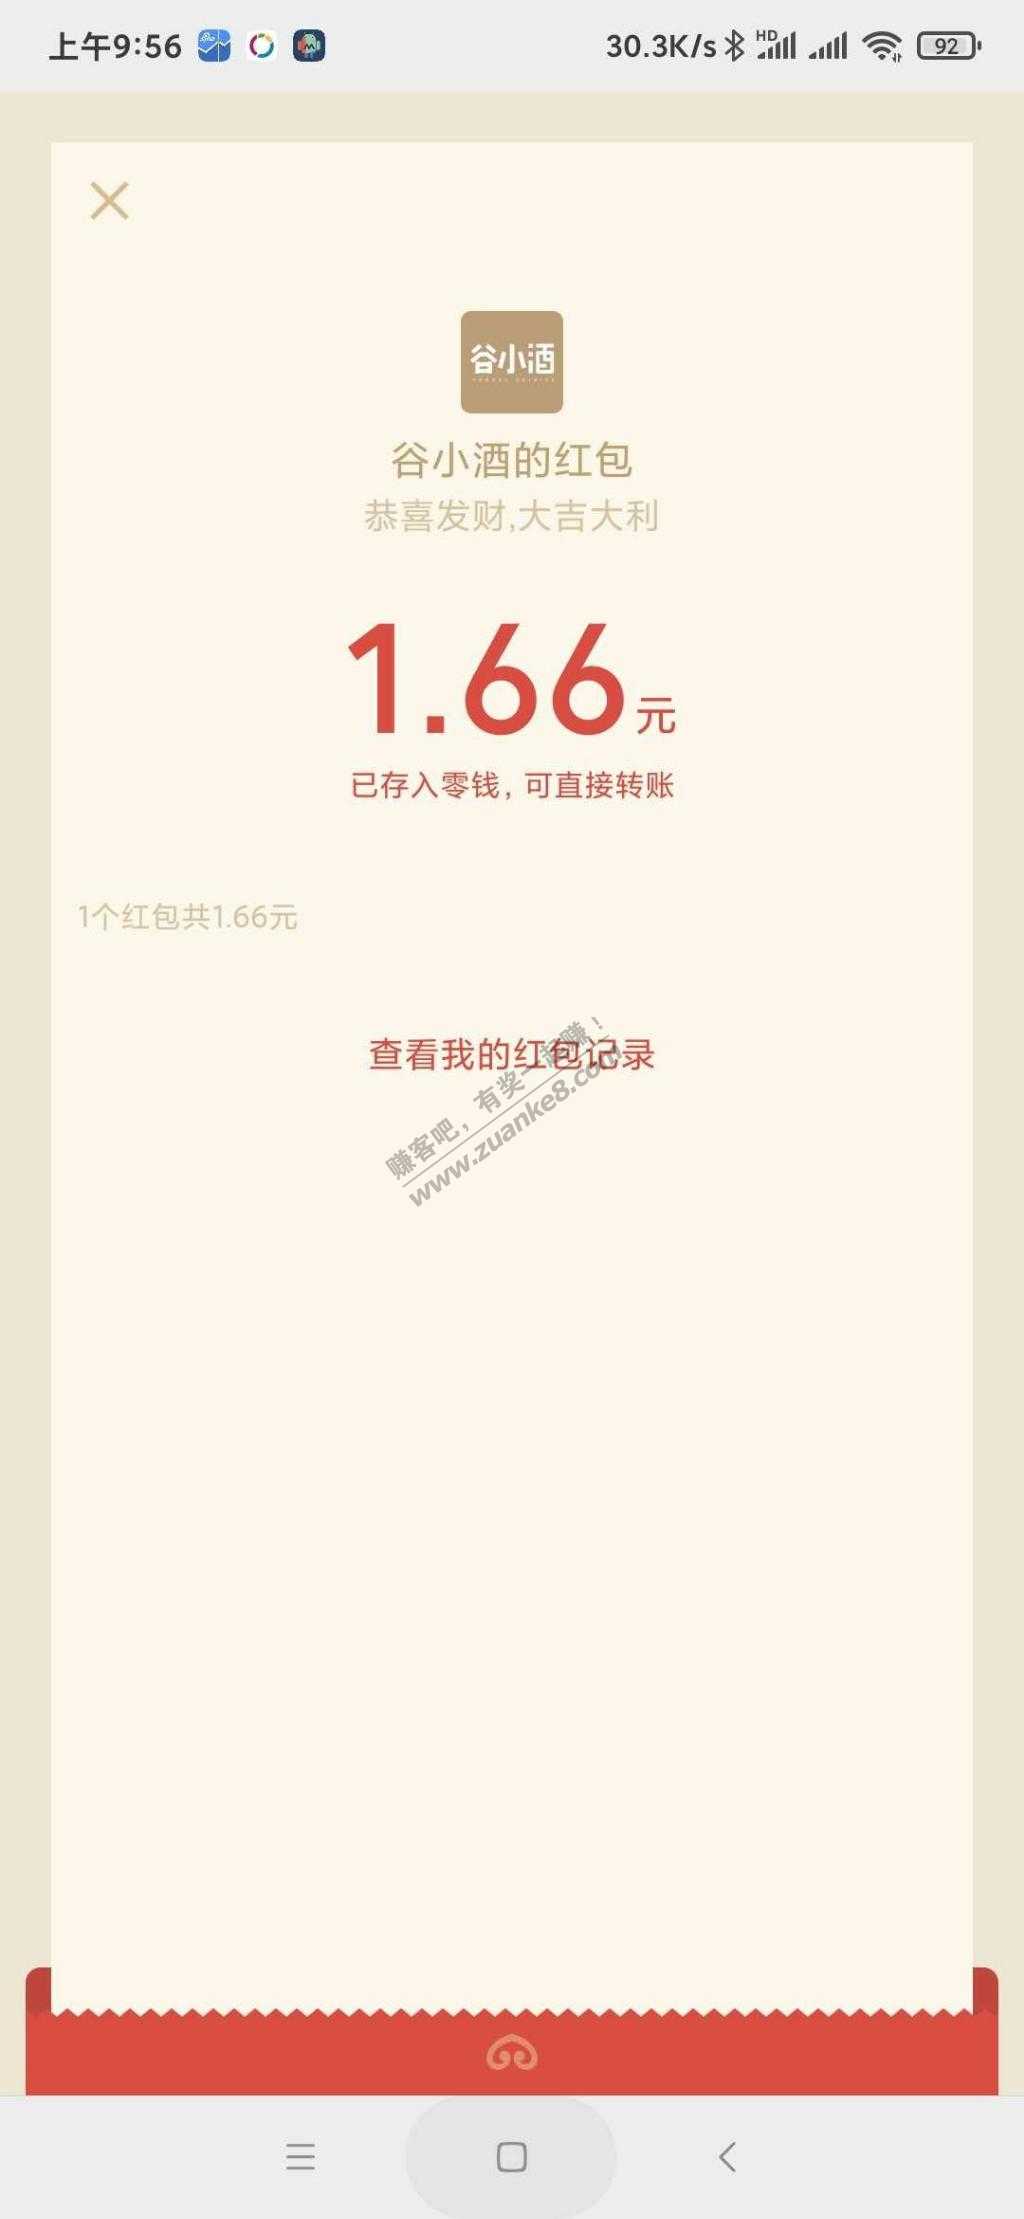 上午9:56
30.3K/s
HD
92
谷小酒
谷小酒的红包
恭喜发财,大吉大利
1.66元
已存入零钱，可直接转账
1个红包共1.66元
查看我的红包记录
赚客吧，有奖一起赚！
www.zuanke8.com